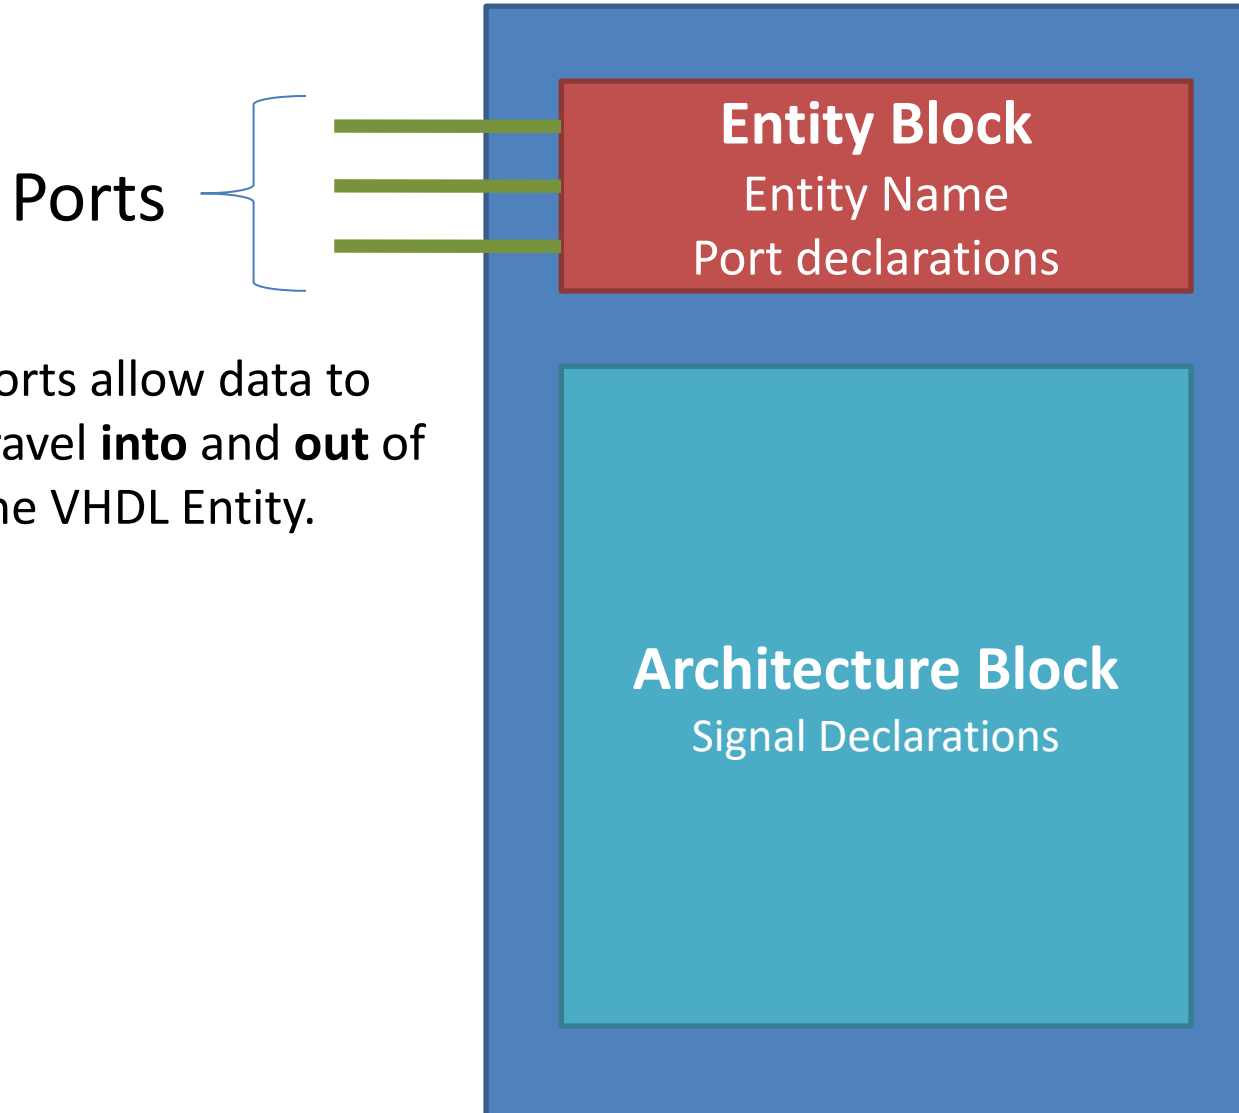 Entity Block
Entity Name
Port declarations
Ports
orts allow data to
ravel into and out of
ne VHDL Entity.
Architecture Block
Signal Declarations